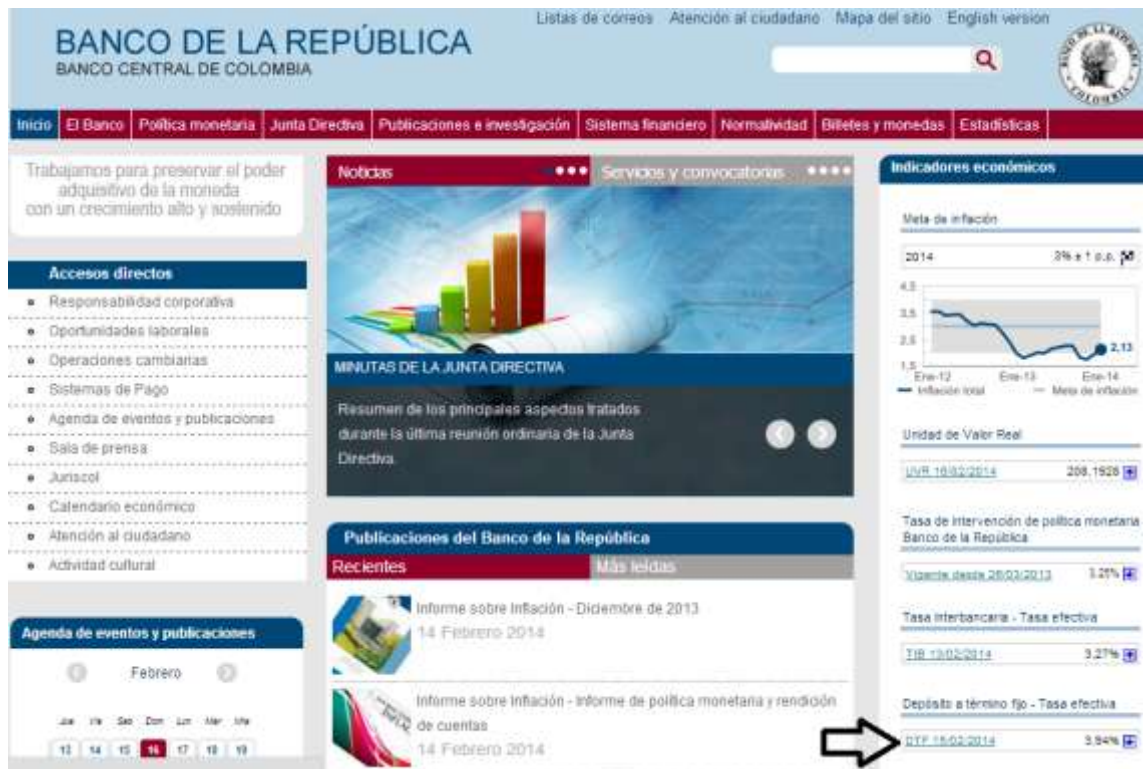 Listas de correos Atención al ciudadano Mapa del sitio English version
BANCO DE LA REPÚBLICA
BANCO CENTRAL DE COLOMBIA
Inicio El Banco Política monetaria Junta Directiva Publicaciones e investigación Sistema financiero Normatividad Billetes y monedas Estadísticas
Trabajamos para preservar el poder
adquisitivo de la moneda
con un crecimiento alto y sostenido
Accesos directos
Responsabilidad corporativa
Oportunidades laborales
Operaciones cambiarias
Sistemas de Pago
Agenda de eventos y publicaciones
Sala de prensa
Juriscol
Calendario económico
Atención al ciudadano
Actividad cultural
Agenda de eventos y publicaciones
Febrero
Jue Vie Sab Dom Lun Mar Mie
13 14 15 16 17 18 19
Noticias
Servicios y convocatorias
MINUTAS DE LA JUNTA DIRECTIVA
Resumen de los principales aspectos tratados
durante la última reunión ordinaria de la Junta
Directiva.
Publicaciones del Banco de la República
Recientes Más leídas
Informe sobre Inflación - Diciembre de 2013
14 Febrero 2014
Informe sobre Inflación - Informe de política monetaria y rendición
de cuentas
14 Febrero 2014
Indicadores económicos
Meta de inflación
2014 3% ± 1 p.p.
4.5
3.5
2.5
1.5
2,13
Ene-12 Ene-13 Ene-14
Inflación total Meta de inflación
Unidad de Valor Real
UVR 16/02/2014 208,1928
Tasa de intervención de política monetaria
Banco de la República
Vigente desde 26/03/2013 3.25%
Tasa Interbancaria - Tasa efectiva
TIB 13/02/2014 3,27%
Depósito a término fijo - Tasa efectiva
DTF 16/02/2014 3,94%